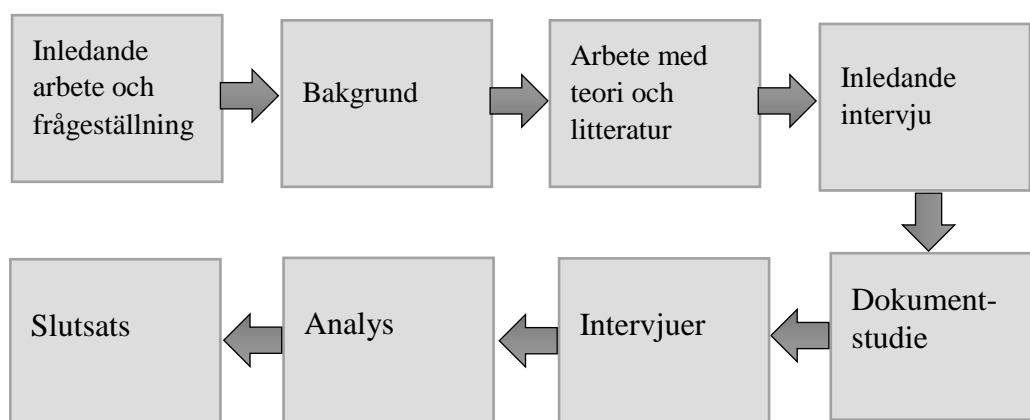 Inledande
arbete och
frågeställning
Bakgrund
Arbete med
teori och
litteratur
Inledande
intervju
Dokument-
studie
Intervjuer
Analys
Slutsats